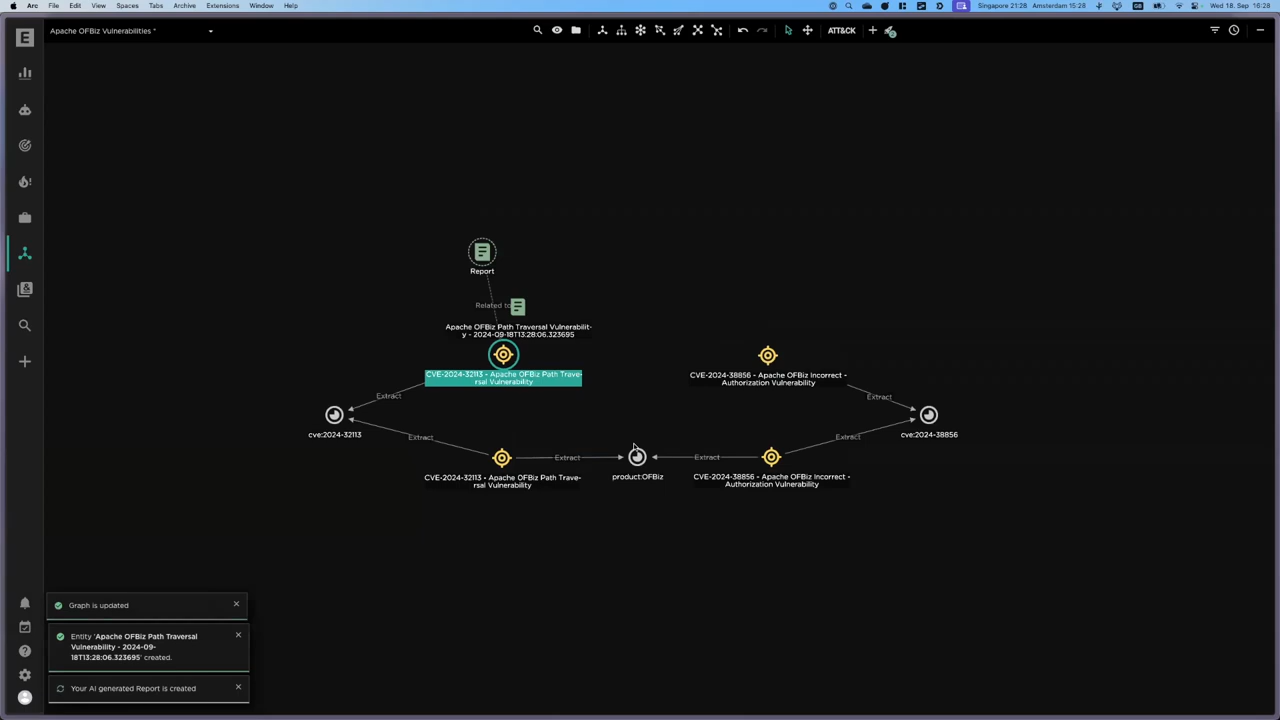 Arc File Edit View Spaces Tabs Archive Extensions Window Help
Singapore 21:28 Amsterdam 15:28
Wed 18. Sep 16:28
Apache OFBiz Vulnerabilities *
ATT&CK
Report
Related to
Apache OFBiz Path Traversal Vulnerabilit-
y - 2024-09-18T13:28:06.323695
CVE-2024-32113 - Apache OFBiz Path Trave-
rsal Vulnerability
CVE-2024-38856 - Apache OFBiz Incorrect -
Authorization Vulnerability
Extract
Extract
cve:2024-32113
cve:2024-38856
Extract
Extract
Extract
Extract
CVE-2024-32113 - Apache OFBiz Path Trave-
rsal Vulnerability
product:OFBiz
CVE-2024-38856 - Apache OFBiz Incorrect -
Authorization Vulnerability
Graph is updated
Entity 'Apache OFBiz Path Traversal
Vulnerability - 2024-09-
18T13:28:06.323695' created.
Your AI generated Report is created